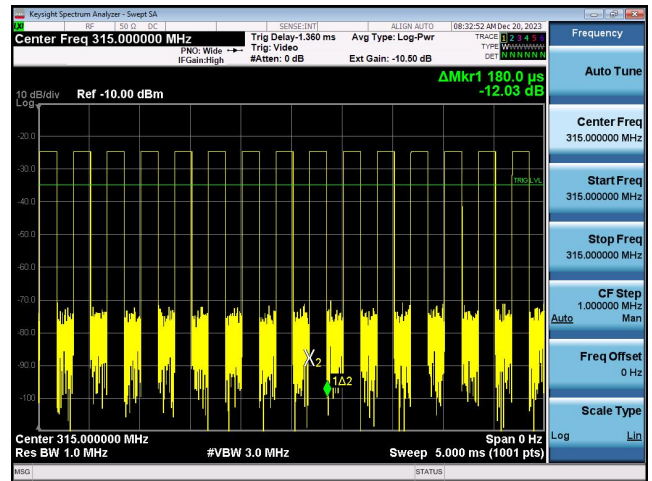 Keysight Spectrum Analyzer - Swept SA
LXI RF 50 Ω DC SENSE:INT ALIGN AUTO 08:32:52 AM Dec 20, 2023
Center Freq 315.000000 MHz
PNO: Wide
IFGain:High
Trig Delay-1.360 ms
Trig: Video
#Atten: 0 dB
Avg Type: Log-Pwr
Ext Gain: -10.50 dB
TRACE 1 2 3 4 5 6
TYPE WWWWWW
DET N N N N N N
ΔMkr1 180.0 µs
-12.03 dB
10 dB/div Ref -10.00 dBm
Log
-20.0
-30.0
TRIG LVL
-40.0
-50.0
-60.0
-70.0
-80.0
-90.0
X2
1Δ2
-100
Center 315.000000 MHz Span 0 Hz
Res BW 1.0 MHz #VBW 3.0 MHz Sweep 5.000 ms (1001 pts)
MSG STATUS
Frequency
Auto Tune
Center Freq
315.000000 MHz
Start Freq
315.000000 MHz
Stop Freq
315.000000 MHz
CF Step
1.000000 MHz
Auto Man
Freq Offset
0 Hz
Scale Type
Log Lin